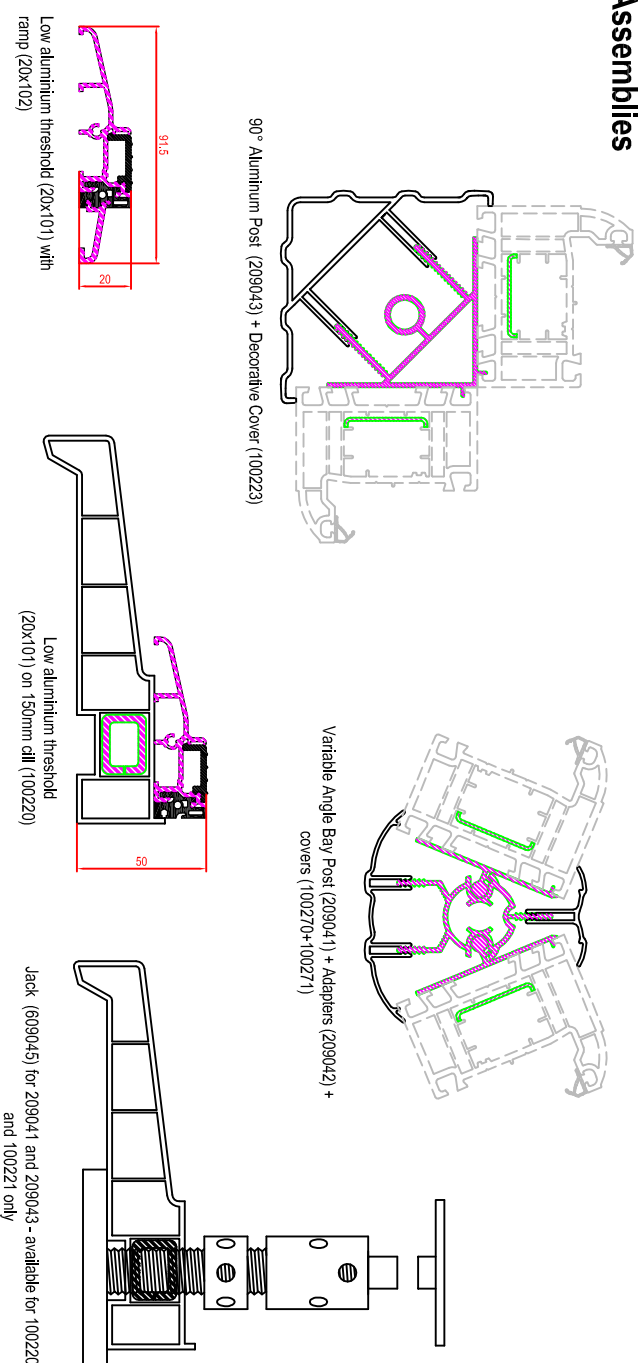 Assemblies
90° Aluminum Post (209043) + Decorative Cover (100223)
Variable Angle Bay Post (209041) + Adapters (209042) +
covers (100270+100271)
91.5
20
Low aluminium threshold (20x101) with
ramp (20x102)
50
Low aluminium threshold
(20x101) on 150mm cill (100220)
Jack (609045) for 209041 and 209043 - available for 100220
and 100221 only